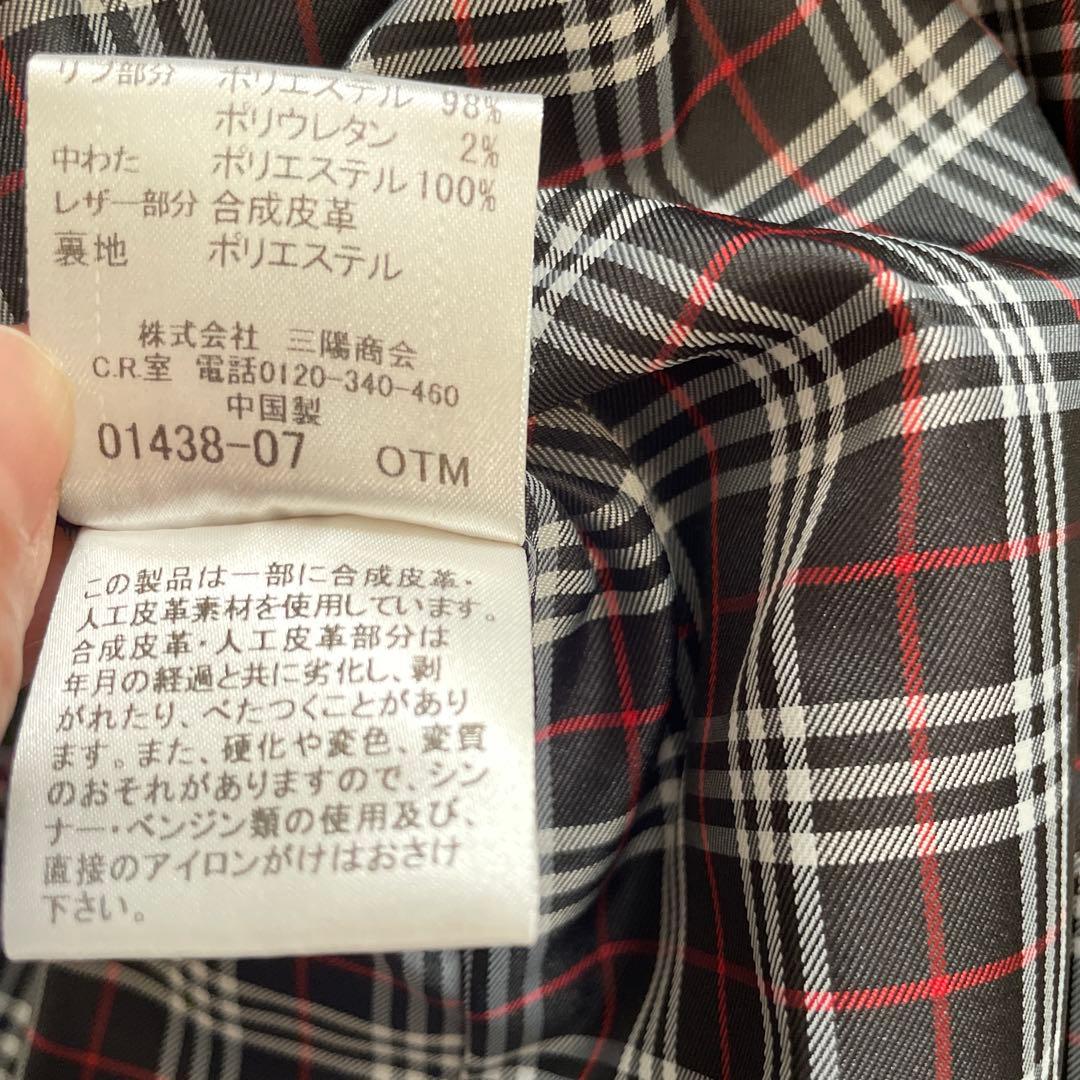 リブ部分 ポリエステル 98%
ポリウレタン 2%
中わた ポリエステル 100%
レザー部分 合成皮革
裏地 ポリエステル
株式会社 三陽商会
C.R.室 電話0120-340-460
中国製
01438-07 OTM
この製品は一部に合成皮革・
人工皮革素材を使用しています。
合成皮革・人工皮革部分は
年月の経過と共に劣化し、剥
がれたり、べたつくことがあり
ます。また、硬化や変色、変質
のおそれがありますので、シン
ナー・ベンジン類の使用及び、
直接のアイロンがけはおさけ
下さい。